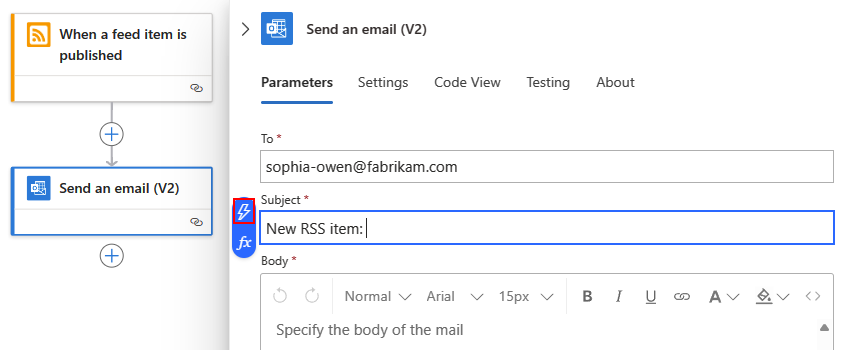 When a feed item is
published
Send an email (V2)
Send an email (V2)
Parameters Settings Code View Testing About
To *
sophia-owen@fabrikam.com
Subject *
New RSS item:
fx
Body *
Normal Arial 15px B I U A
Specify the body of the mail